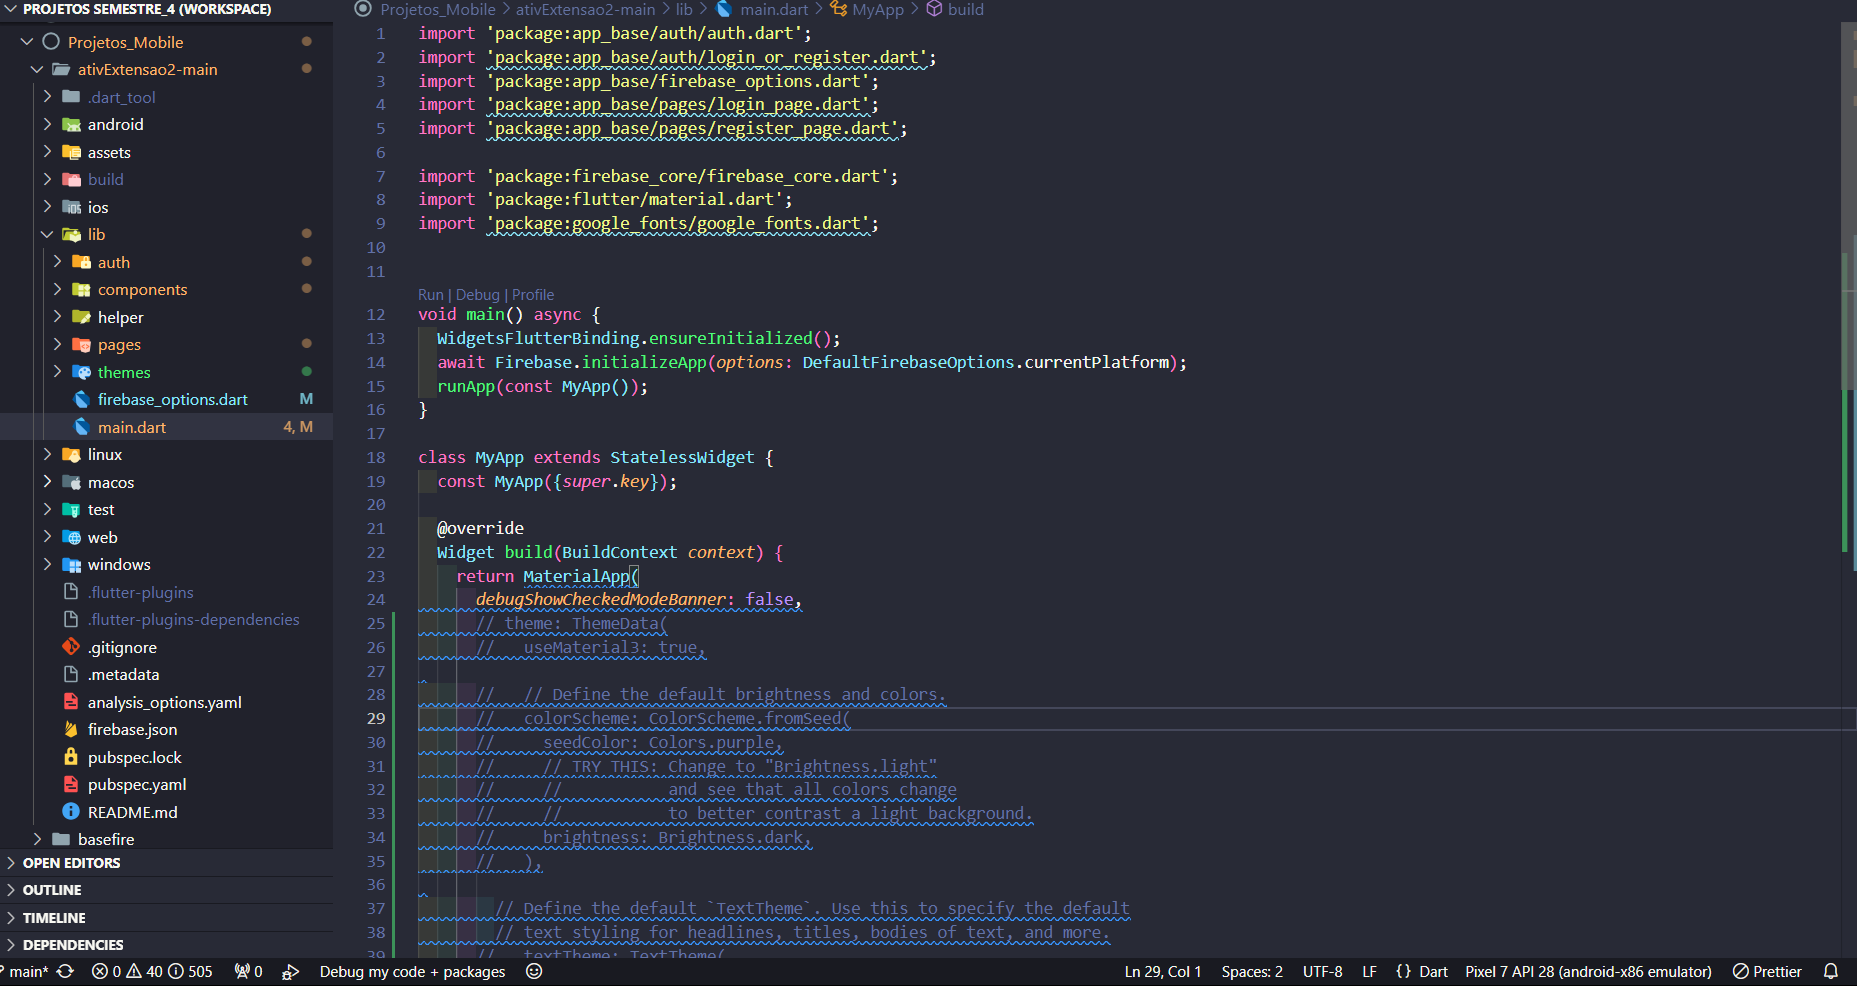 PROJETOS SEMESTRE_4 (WORKSPACE)
Projetos_Mobile
ativExtensao2-main
.dart_tool
android
assets
build
ios
lib
auth
components
helper
pages
themes
firebase_options.dart M
main.dart 4, M
linux
macos
test
web
windows
.flutter-plugins
.flutter-plugins-dependencies
.gitignore
.metadata
analysis_options.yaml
firebase.json
pubspec.lock
pubspec.yaml
README.md
basefire
OPEN EDITORS
OUTLINE
TIMELINE
DEPENDENCIES
Projetos_Mobile > ativExtensao2-main > lib > main.dart > MyApp > build
1 import 'package:app_base/auth/auth.dart';
2 import 'package:app_base/auth/login_or_register.dart';
3 import 'package:app_base/firebase_options.dart';
4 import 'package:app_base/pages/login_page.dart';
5 import 'package:app_base/pages/register_page.dart';
6
7 import 'package:firebase_core/firebase_core.dart';
8 import 'package:flutter/material.dart';
9 import 'package:google_fonts/google_fonts.dart';
10
11
Run | Debug | Profile
12 void main() async {
13 WidgetsFlutterBinding.ensureInitialized();
14 await Firebase.initializeApp(options: DefaultFirebaseOptions.currentPlatform);
15 runApp(const MyApp());
16 }
17
18 class MyApp extends StatelessWidget {
19 const MyApp({super.key});
20
21 @override
22 Widget build(BuildContext context) {
23 return MaterialApp(
24 debugShowCheckedModeBanner: false,
25 // theme: ThemeData(
26 // useMaterial3: true,
27
28 // // Define the default brightness and colors.
29 // colorScheme: ColorScheme.fromSeed(
30 // seedColor: Colors.purple,
31 // // TRY THIS: Change to "Brightness.light"
32 // // and see that all colors change
33 // // to better contrast a light background.
34 // brightness: Brightness.dark,
35 // ),
36
37 // Define the default `TextTheme`. Use this to specify the default
38 // text styling for headlines, titles, bodies of text, and more.
39 // textTheme: TextTheme(
main* 0 40 505 0 Debug my code + packages Ln 29, Col 1 Spaces: 2 UTF-8 LF {} Dart Pixel 7 API 28 (android-x86 emulator) Prettier